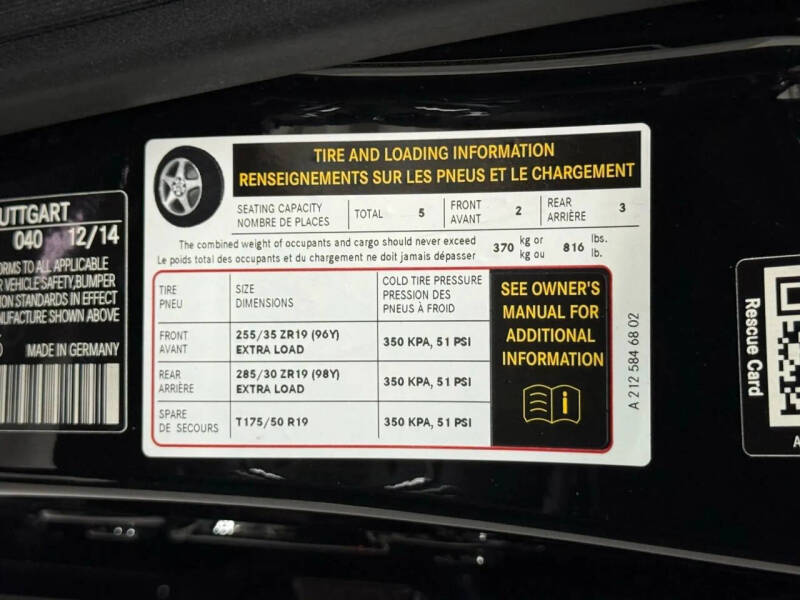 TIRE AND LOADING INFORMATION
RENSEIGNEMENTS SUR LES PNEUS ET LE CHARGEMENT
SEATING CAPACITY
NOMBRE DE PLACES
TOTAL 5
FRONT
AVANT 2
REAR
ARRIÈRE 3
The combined weight of occupants and cargo should never exceed
Le poids total des occupants et du chargement ne doit jamais dépasser
370 kg or
kg ou
816 lbs.
lb.
TIRE
PNEU
SIZE
DIMENSIONS
COLD TIRE PRESSURE
PRESSION DES
PNEUS À FROID
FRONT
AVANT
255/35 ZR19 (96Y)
EXTRA LOAD
350 KPA, 51 PSI
REAR
ARRIÈRE
285/30 ZR19 (98Y)
EXTRA LOAD
350 KPA, 51 PSI
SPARE
DE SECOURS
T175/50 R19
350 KPA, 51 PSI
SEE OWNER'S
MANUAL FOR
ADDITIONAL
INFORMATION
i
A 212 584 68 02
UTTGART
040 12/14
ORMS TO ALL APPLICABLE
VEHICLE SAFETY,BUMPER
ION STANDARDS IN EFFECT
NUFACTURE SHOWN ABOVE
MADE IN GERMANY
Rescue Card
A